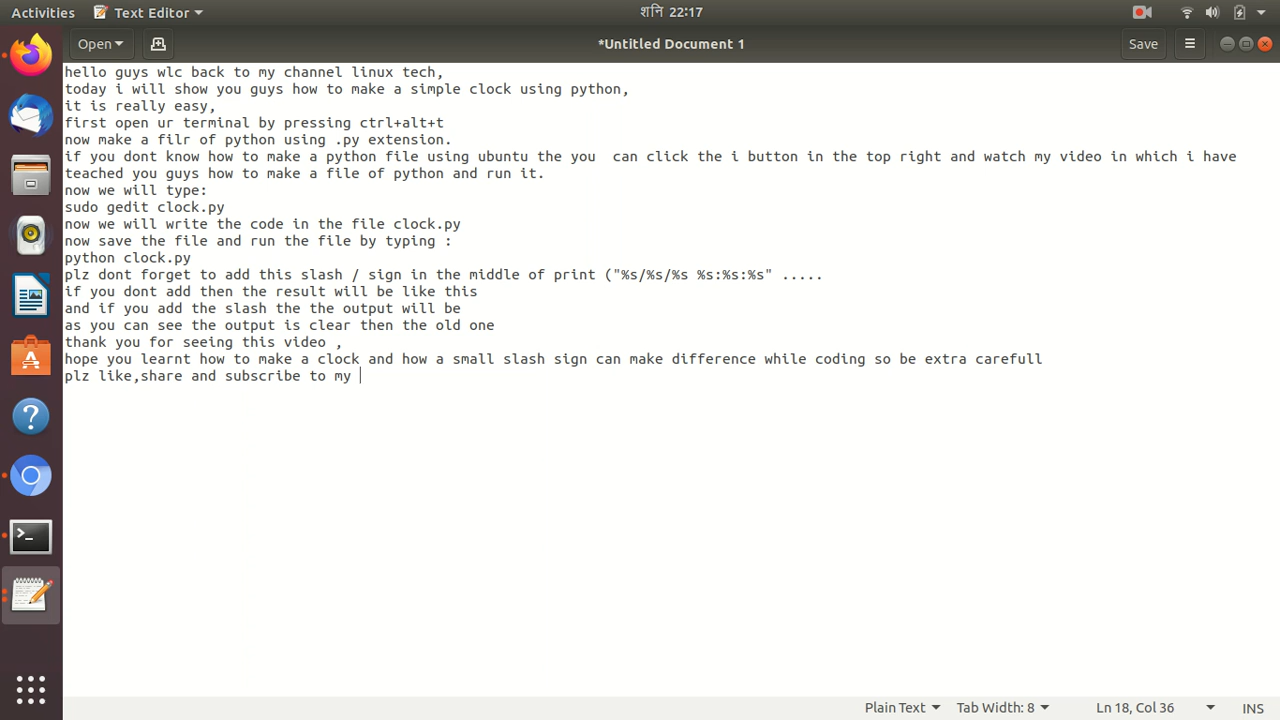 Activities Text Editor शनि 22:17
Open *Untitled Document 1 Save
hello guys wlc back to my channel linux tech,
today i will show you guys how to make a simple clock using python,
it is really easy,
first open ur terminal by pressing ctrl+alt+t
now make a filr of python using .py extension.
if you dont know how to make a python file using ubuntu the you  can click the i button in the top right and watch my video in which i have
teached you guys how to make a file of python and run it.
now we will type:
sudo gedit clock.py
now we will write the code in the file clock.py
now save the file and run the file by typing :
python clock.py
plz dont forget to add this slash / sign in the middle of print ("%s/%s/%s %s:%s:%s" .....
if you dont add then the result will be like this
and if you add the slash the the output will be
as you can see the output is clear then the old one
thank you for seeing this video ,
hope you learnt how to make a clock and how a small slash sign can make difference while coding so be extra carefull
plz like,share and subscribe to my
Plain Text Tab Width: 8 Ln 18, Col 36 INS